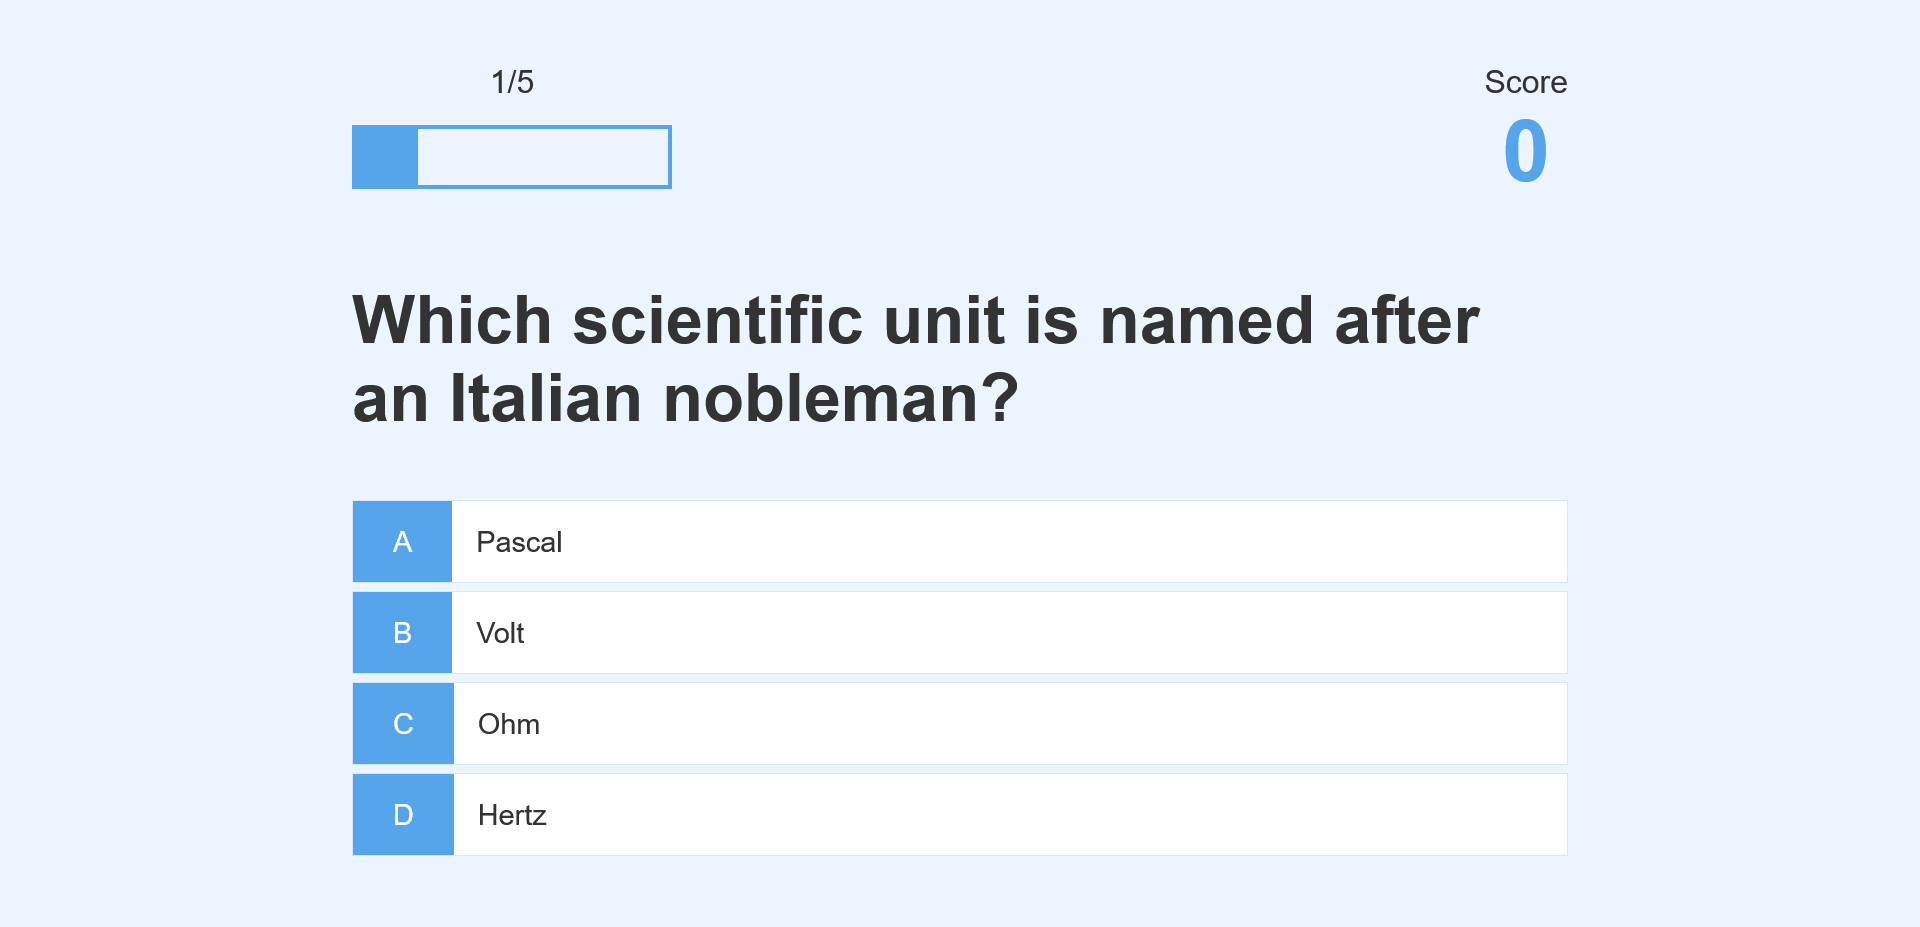 1/5
Score
0
Which scientific unit is named after
an Italian nobleman?
A Pascal
B Volt
C Ohm
D Hertz